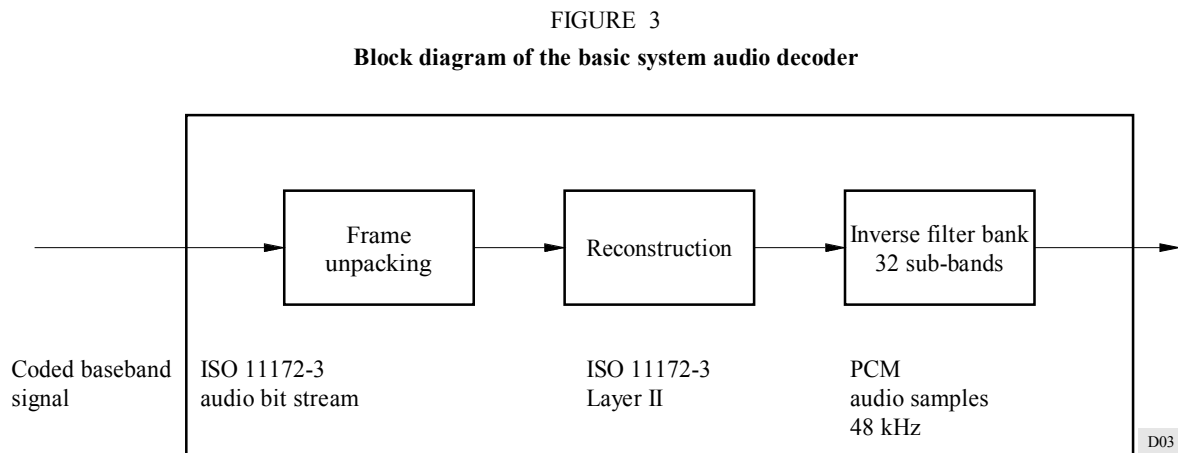 FIGURE 3
Block diagram of the basic system audio decoder
Frame
unpacking
Reconstruction
Inverse filter bank
32 sub-bands
Coded baseband
signal
ISO 11172-3
audio bit stream
ISO 11172-3
Layer II
PCM
audio samples
48 kHz
D03